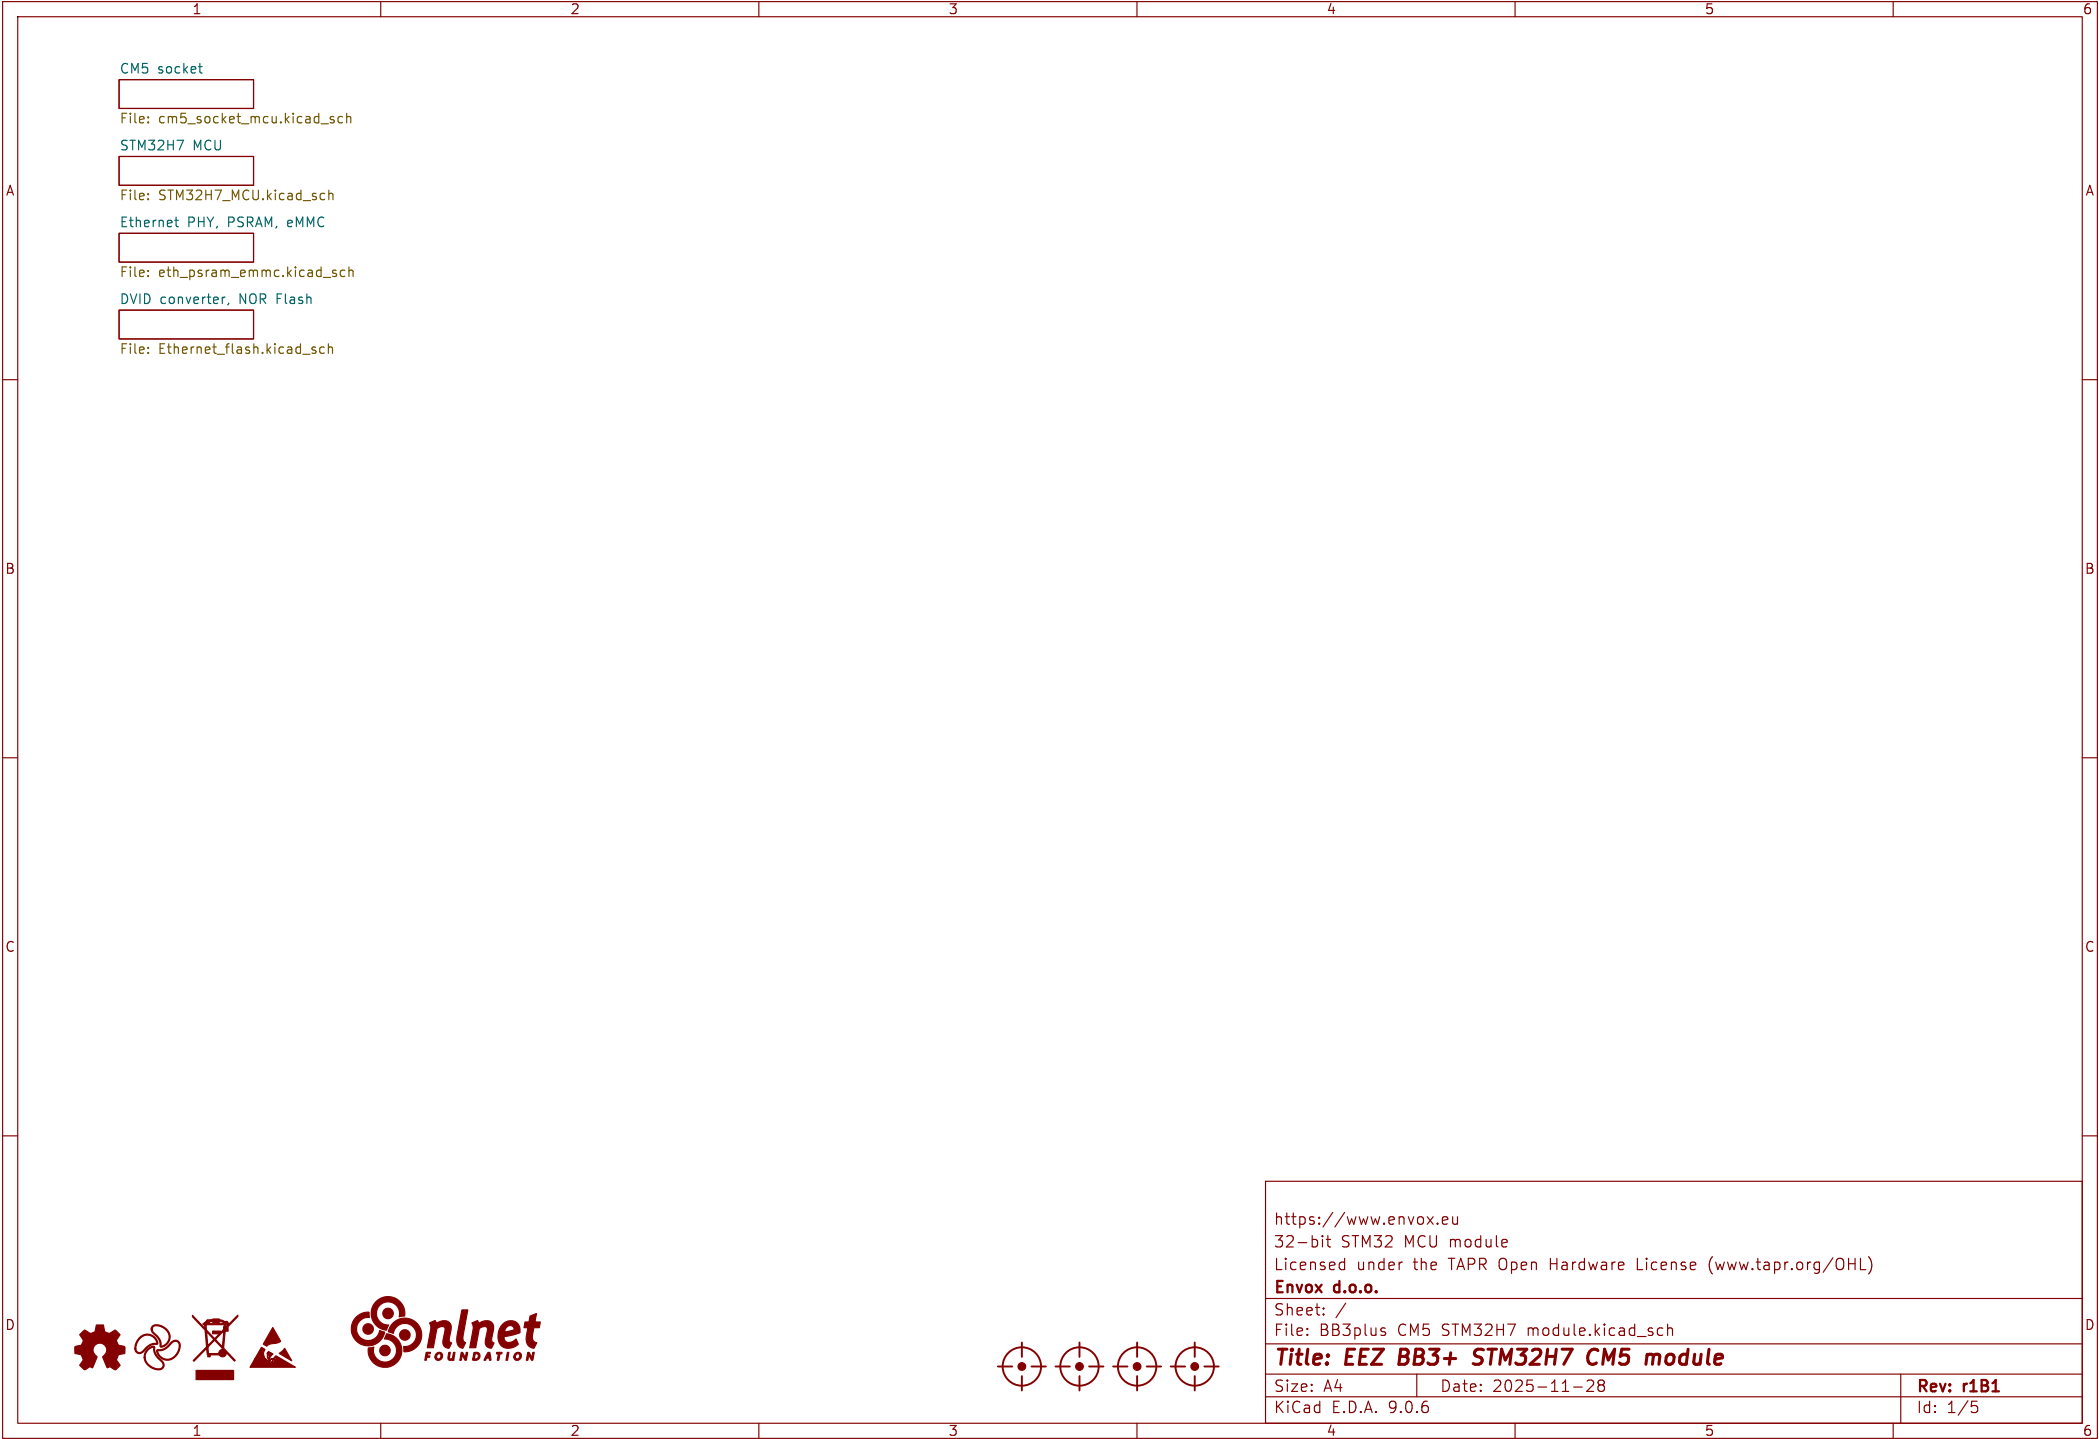 1 2 3 4 5 6
CM5 socket
File: cm5_socket_mcu.kicad_sch
STM32H7 MCU
File: STM32H7_MCU.kicad_sch
A A
Ethernet PHY, PSRAM, eMMC
File: eth_psram_emmc.kicad_sch
DVID converter, NOR Flash
File: Ethernet_flash.kicad_sch
B B
C C
https://www.envox.eu
32-bit STM32 MCU module
Licensed under the TAPR Open Hardware License (www.tapr.org/OHL)
Envox d.o.o.
Sheet: /
File: BB3plus CM5 STM32H7 module.kicad_sch
D D
nlnet
FOUNDATION
Title: EEZ BB3+ STM32H7 CM5 module
Size: A4 Date: 2025-11-28 Rev: r1B1
KiCad E.D.A. 9.0.6 Id: 1/5
1 2 3 4 5 6